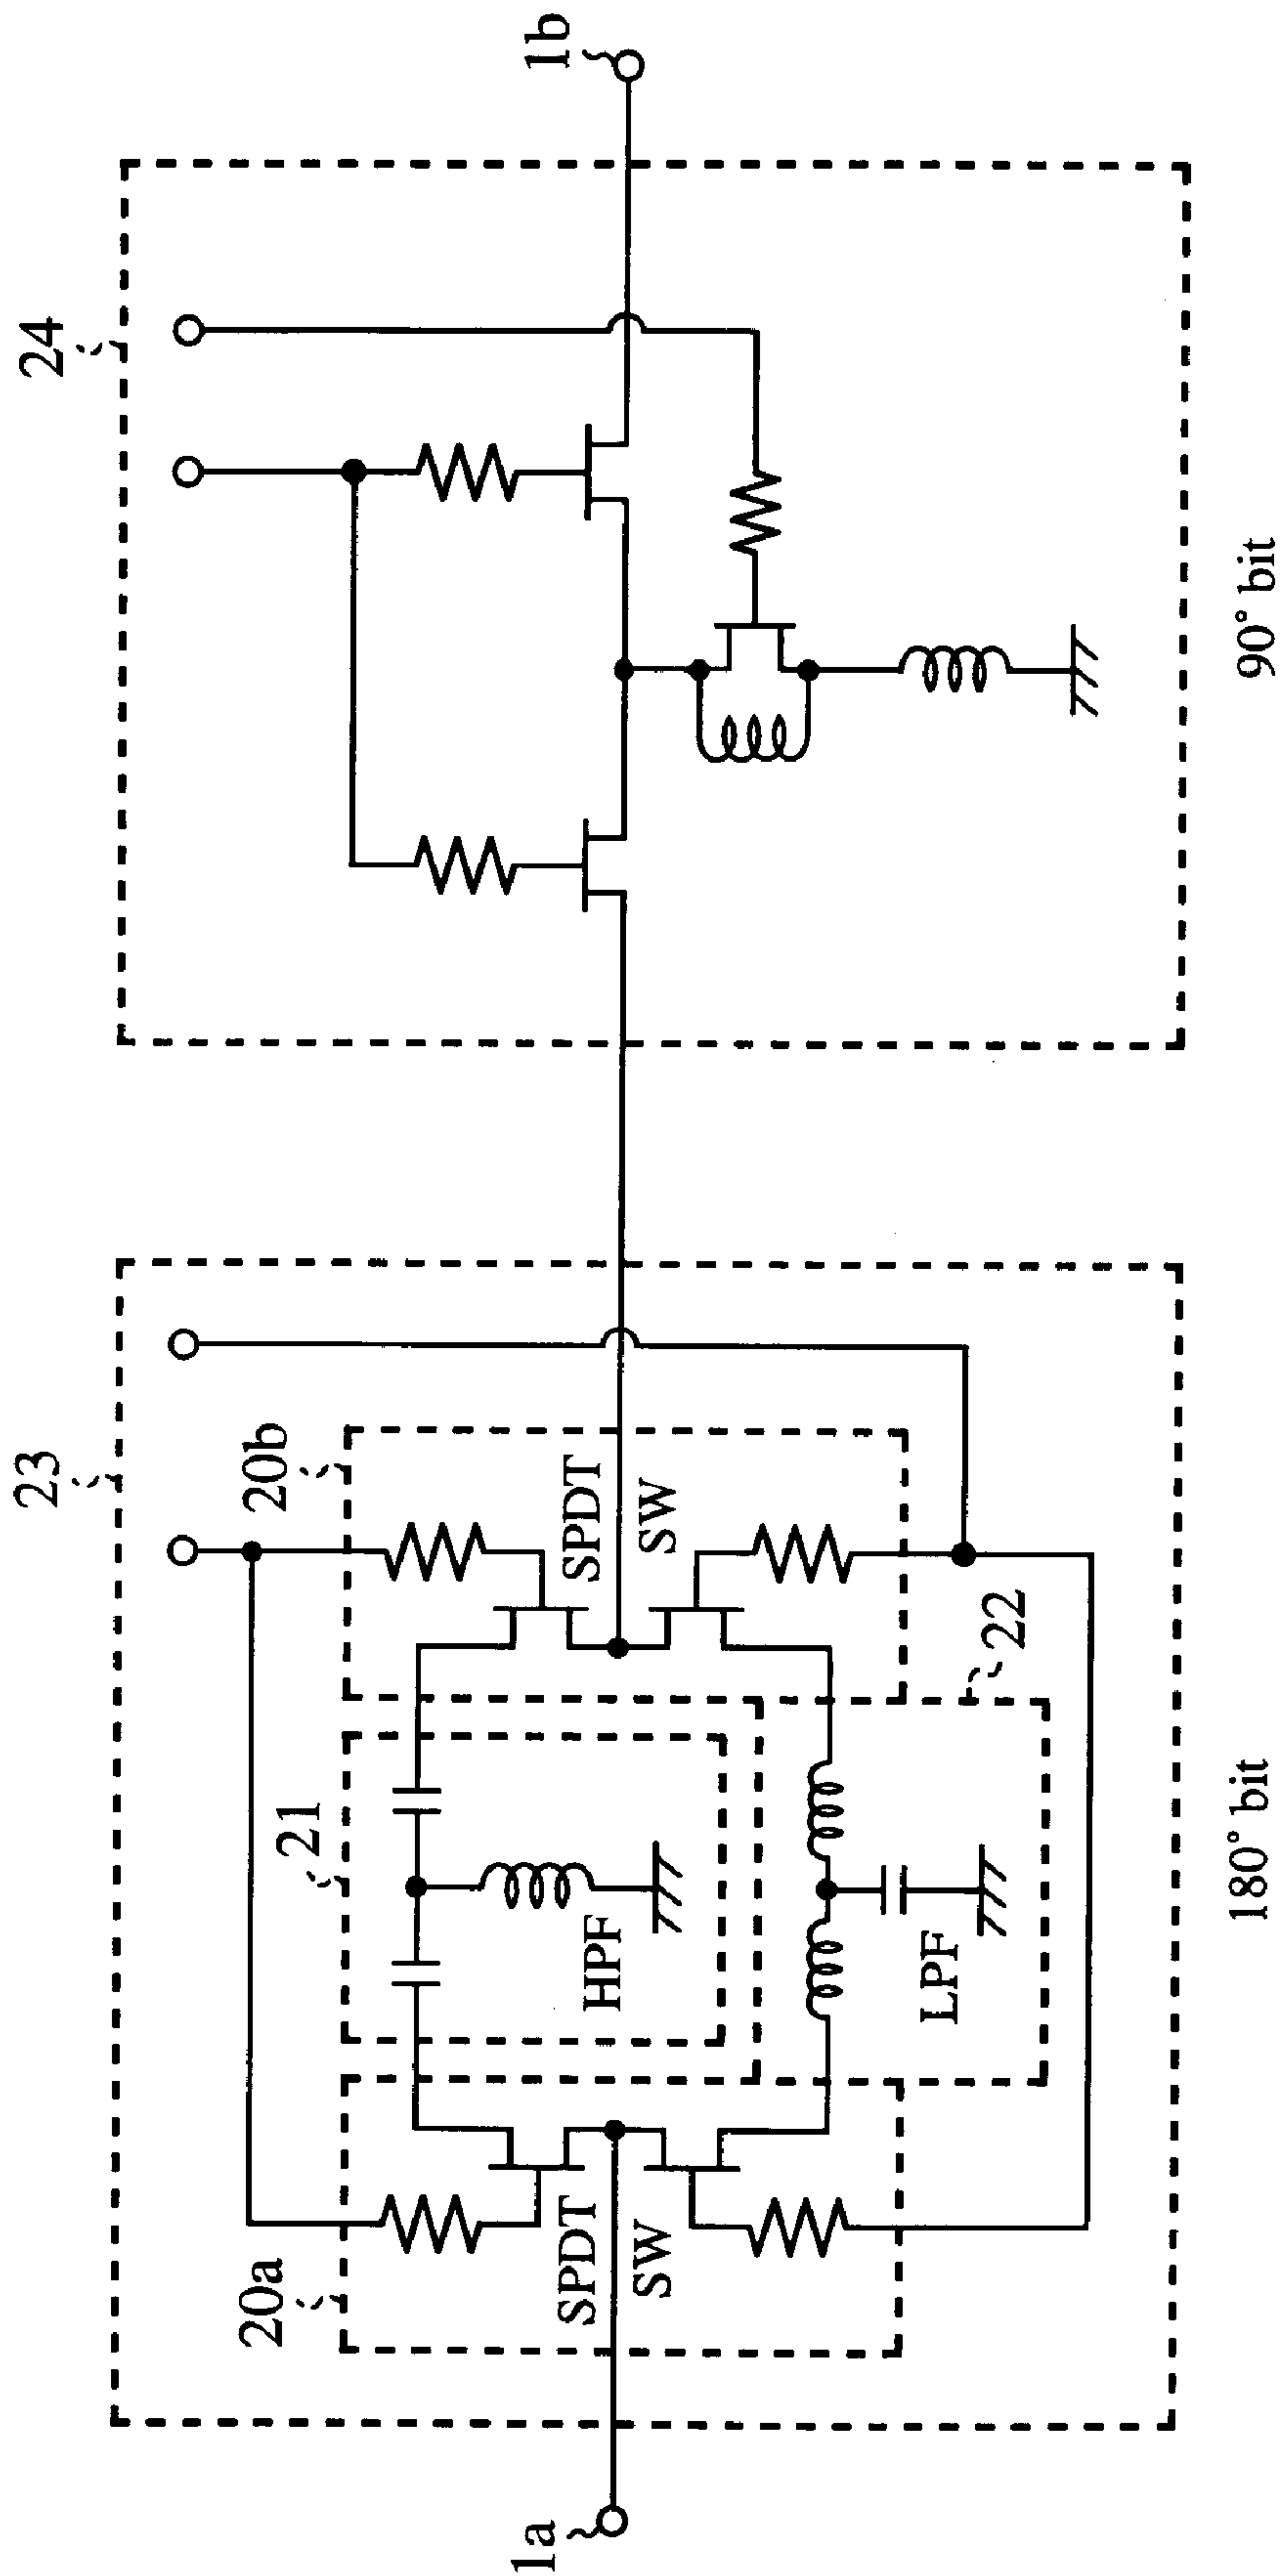 23
24
20a
21
20b
SPDT
SW
HPF
SPDT
SW
LPF
22
1a
1b
180° bit
90° bit